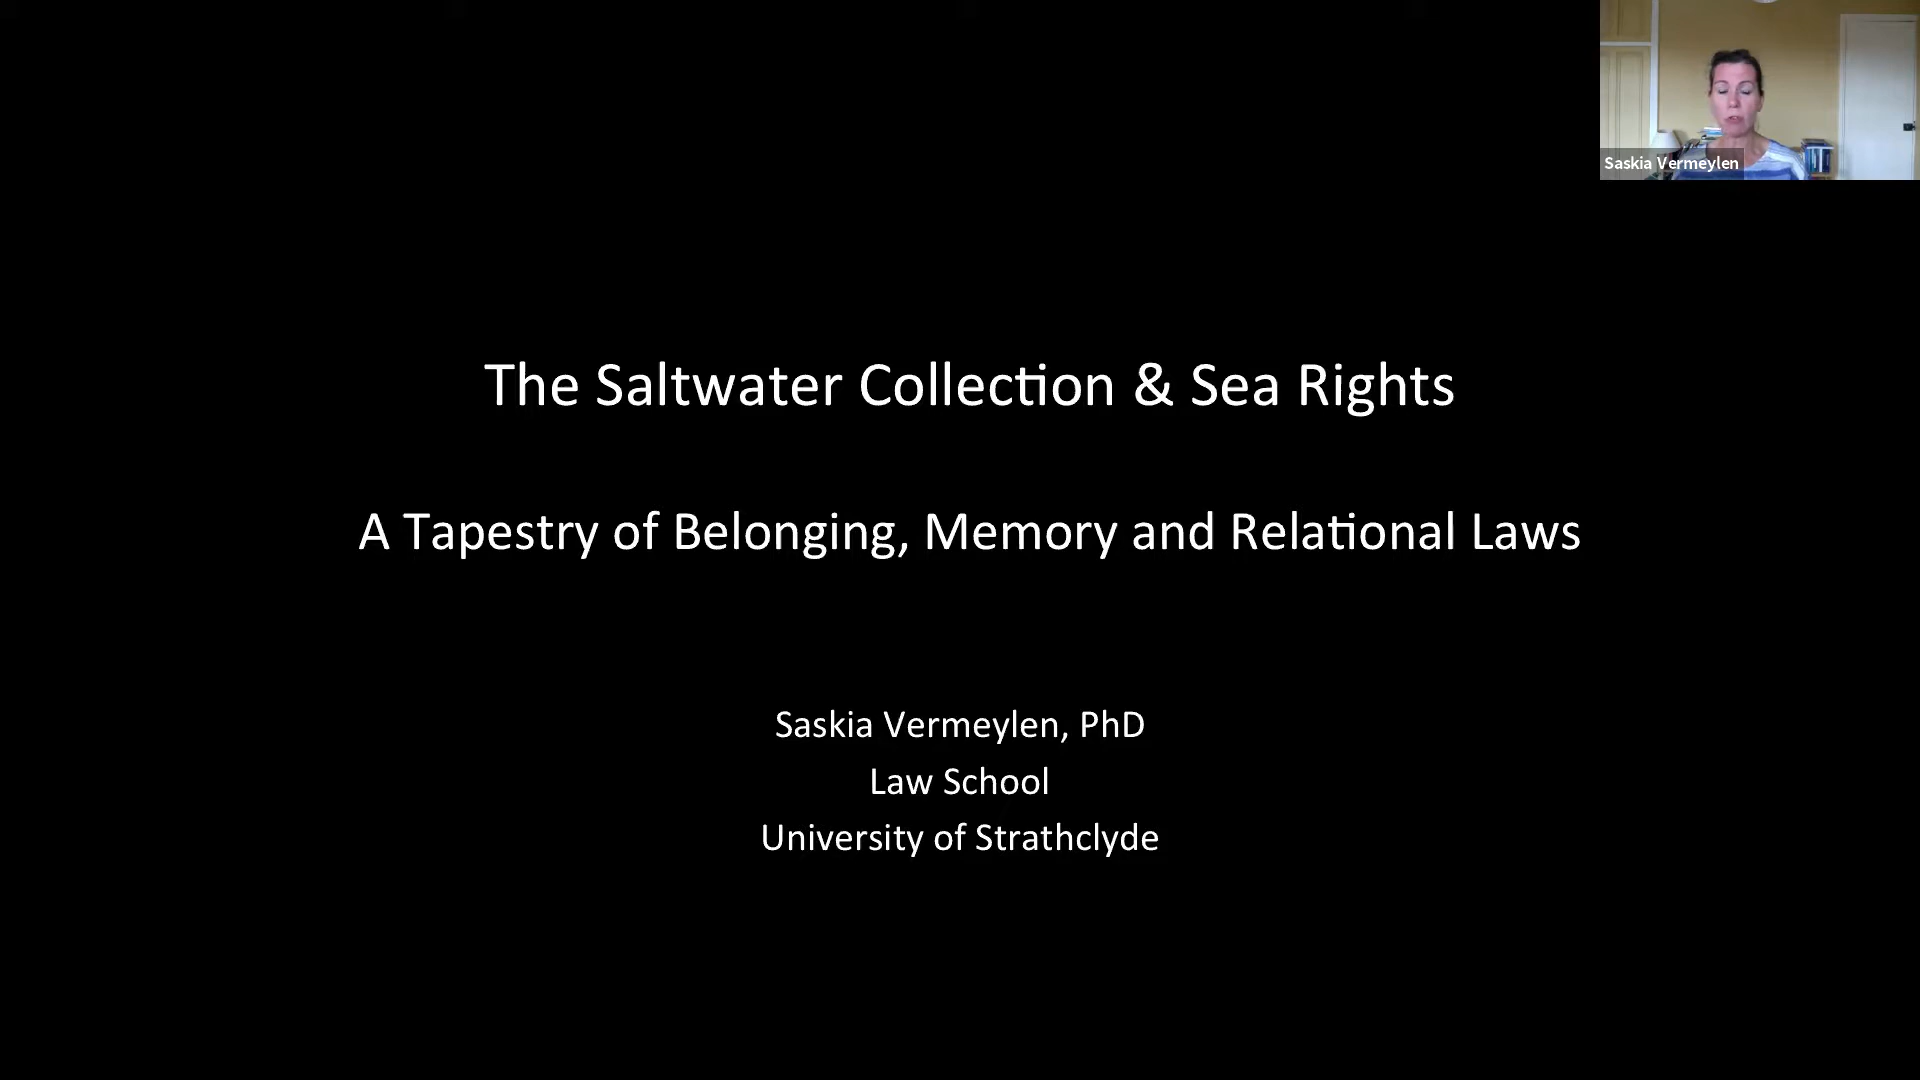 Saskia Vermeylen
The Saltwater Collection & Sea Rights
A Tapestry of Belonging, Memory and Relational Laws
Saskia Vermeylen, PhD
Law School
University of Strathclyde